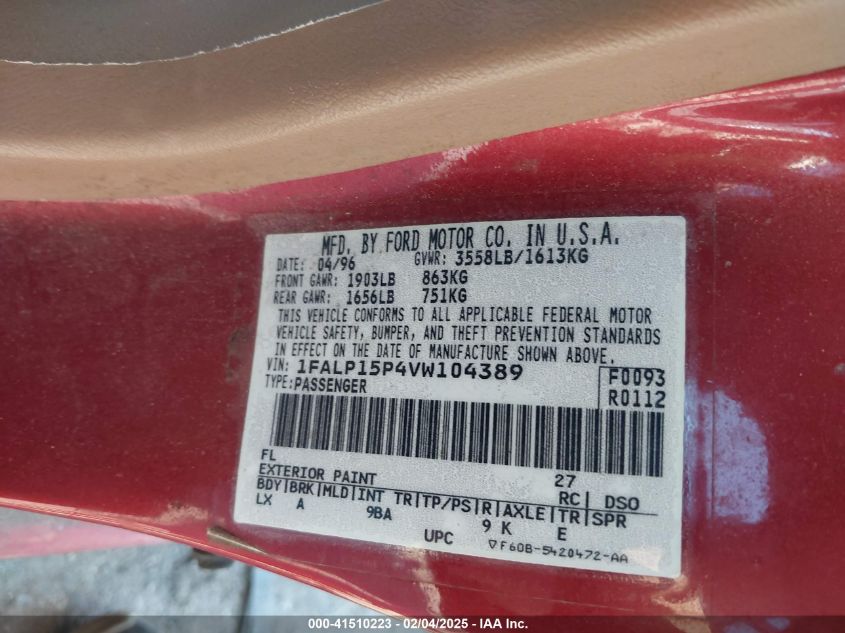 MFD. BY FORD MOTOR CO. IN U.S.A.
DATE: 04/96 GVWR: 3558LB/1613KG
FRONT GAWR: 1903LB 863KG
REAR GAWR: 1656LB 751KG
THIS VEHICLE CONFORMS TO ALL APPLICABLE FEDERAL MOTOR
VEHICLE SAFETY, BUMPER, AND THEFT PREVENTION STANDARDS
IN EFFECT ON THE DATE OF MANUFACTURE SHOWN ABOVE.
VIN: 1FALP15P4VW104389 F0093
TYPE: PASSENGER R0112
FL
EXTERIOR PAINT 27 RC DSO
BDY BRK MLD INT TR TP/PS R AXLE TR SPR
LX A 9BA 9 K E
UPC ▽F60B-5420472-AA
000-41510223 - 02/04/2025 - IAA Inc.